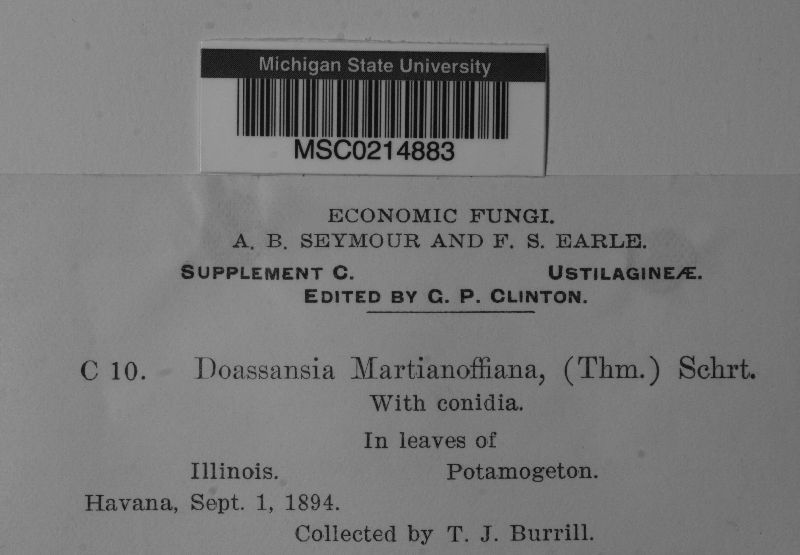 Michigan State University
MSC0214883
ECONOMIC FUNGI.
A. B. SEYMOUR AND F. S. EARLE.
SUPPLEMENT C. USTILAGINEÆ.
EDITED BY G. P. CLINTON.
C 10. Doassansia Martianoffiana, (Thm.) Schrt.
With conidia.
In leaves of
Illinois. Potamogeton.
Havana, Sept. 1, 1894.
Collected by T. J. Burrill.